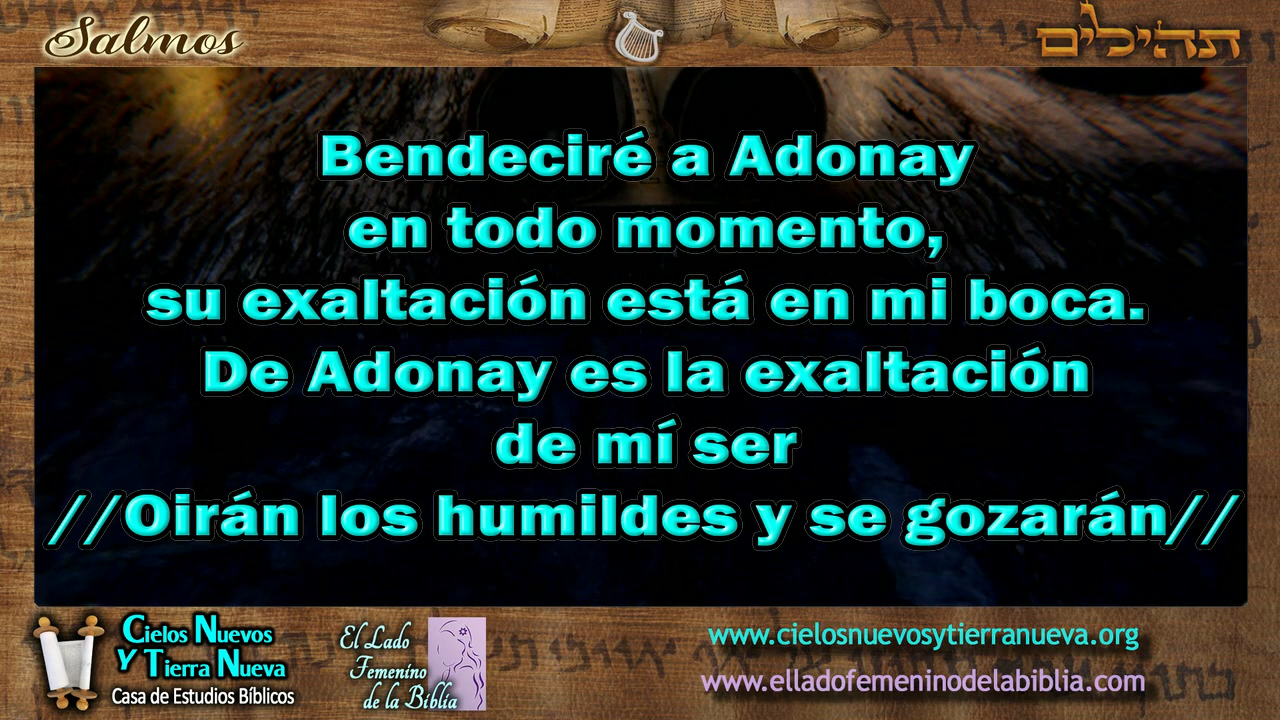 Salmos
תהילים
Bendeciré a Adonay
en todo momento,
su exaltación está en mi boca.
De Adonay es la exaltación
de mí ser
//Oirán los humildes y se gozarán//
Cielos Nuevos
Y Tierra Nueva
Casa de Estudios Bíblicos
El Lado
Femenino
de la Biblia
www.cielosnuevosytierranueva.org
www.elladofemeninodelabiblia.com